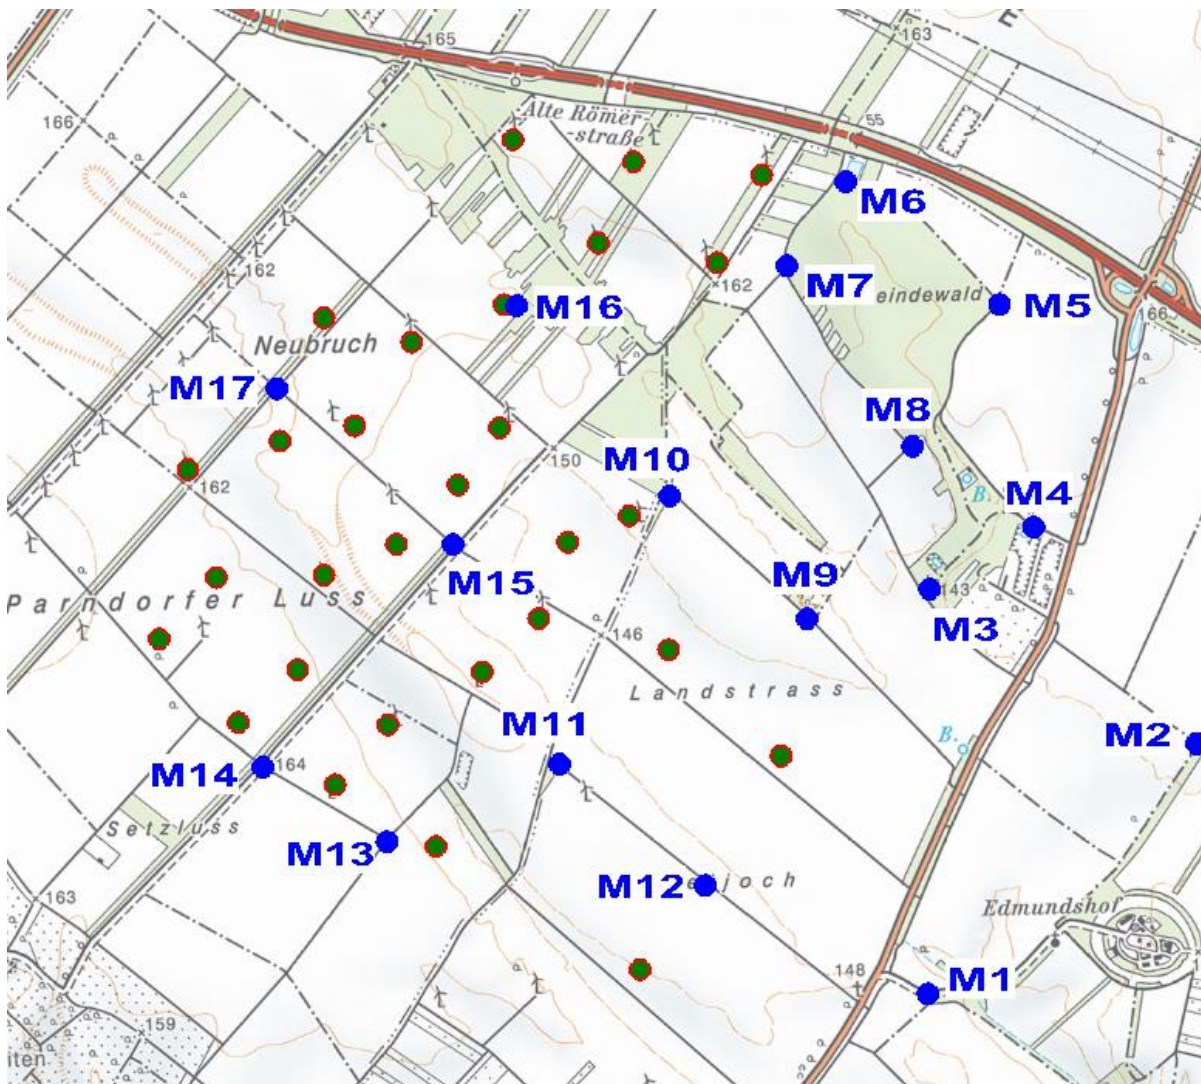 E
163
165
55
Alte Römer-
-straße
166
M6
162
162
M7
eindewald
M5
166
M16
Neubruch
M17
M8
150
M10
B.
M4
162
M15
M9
143
M3
Parndorfer Luss
146
Landstrass
M11
B.
M2
M14
164
Setzluss
M13
M12
joch
163
Edmundshof
148
M1
159
iten
22